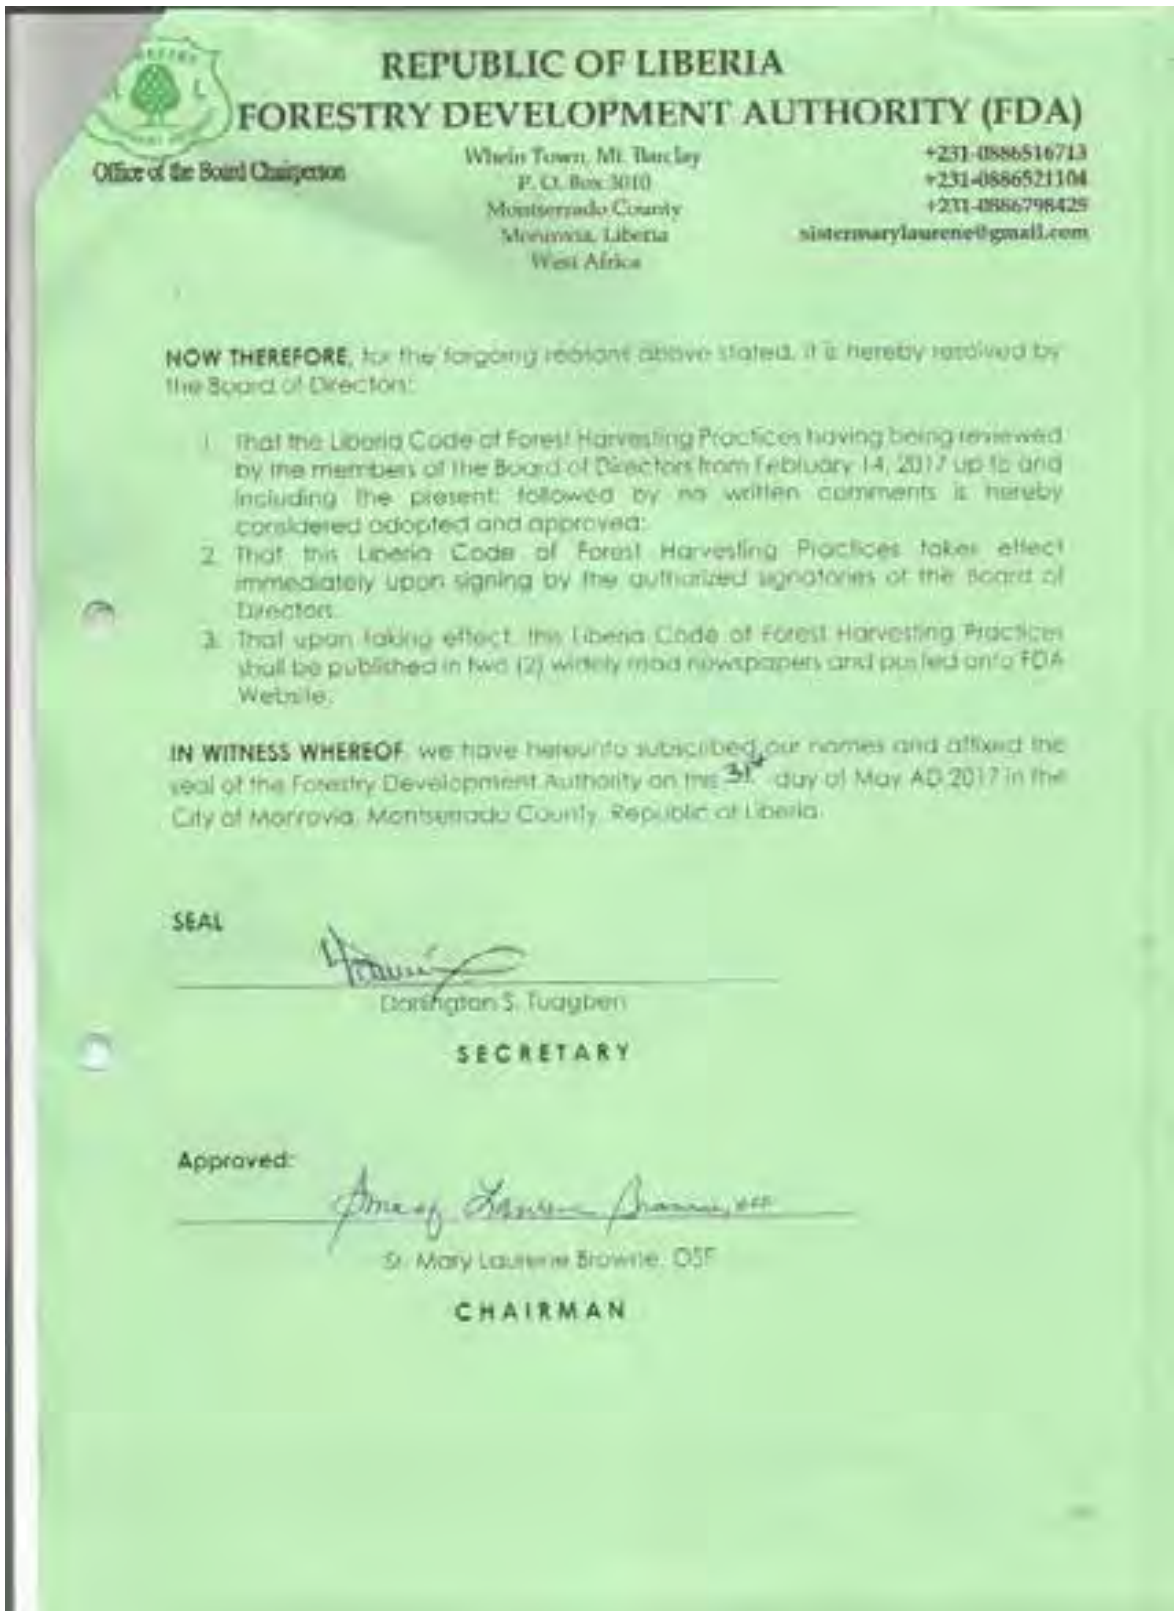 REPUBLIC OF LIBERIA
FORESTRY DEVELOPMENT AUTHORITY (FDA)
Office of the Board Chairperson
Whein Town, Mt. Barclay
P. O. Box 3010
Montserrado County
Monrovia, Liberia
West Africa
+231-0886516713
+231-0886521104
+231-0886798429
sistermarylaurene@gmail.com
NOW THEREFORE, for the forgoing reasons above stated, it is hereby resolved by
the Board of Directors:
1. That the Liberia Code of Forest Harvesting Practices having being reviewed
by the members of the Board of Directors from February 14, 2017 up to and
including the present; followed by no written comments is hereby
considered adopted and approved;
2. That this Liberia Code of Forest Harvesting Practices takes effect
immediately upon signing by the authorized signatories of the Board of
Directors.
3. That upon taking effect, this Liberia Code of Forest Harvesting Practices
shall be published in two (2) widely read newspapers and posted onto FDA
Website.
IN WITNESS WHEREOF, we have hereunto subscribed our names and affixed the
seal of the Forestry Development Authority on this 31st day of May AD 2017 in the
City of Monrovia, Montserrado County, Republic of Liberia.
SEAL
S. Tuagben
SECRETARY
Approved:
Sr. Mary Laurene Browne, OSF
Sr. Mary Laurene Browne, OSF
CHAIRMAN